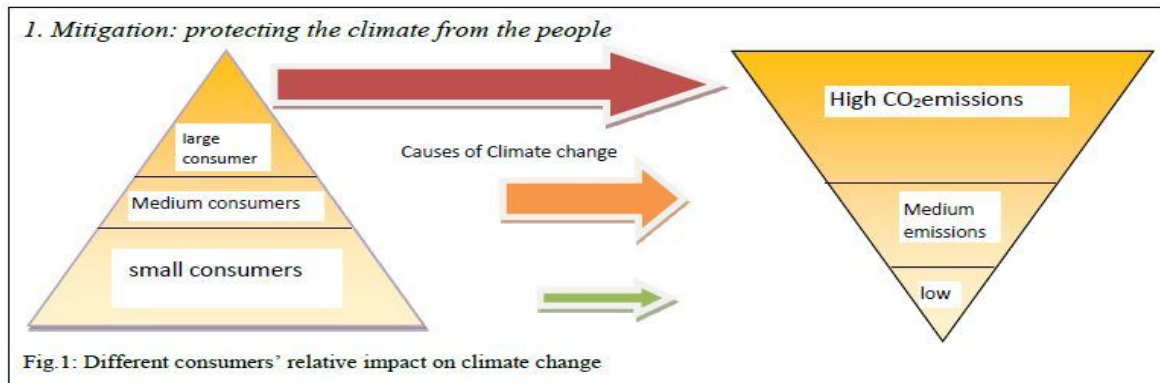 1. Mitigation: protecting the climate from the people
large
consumer
Medium consumers
small consumers
Causes of Climate change
High CO₂emissions
Medium
emissions
low
Fig.1: Different consumers’ relative impact on climate change